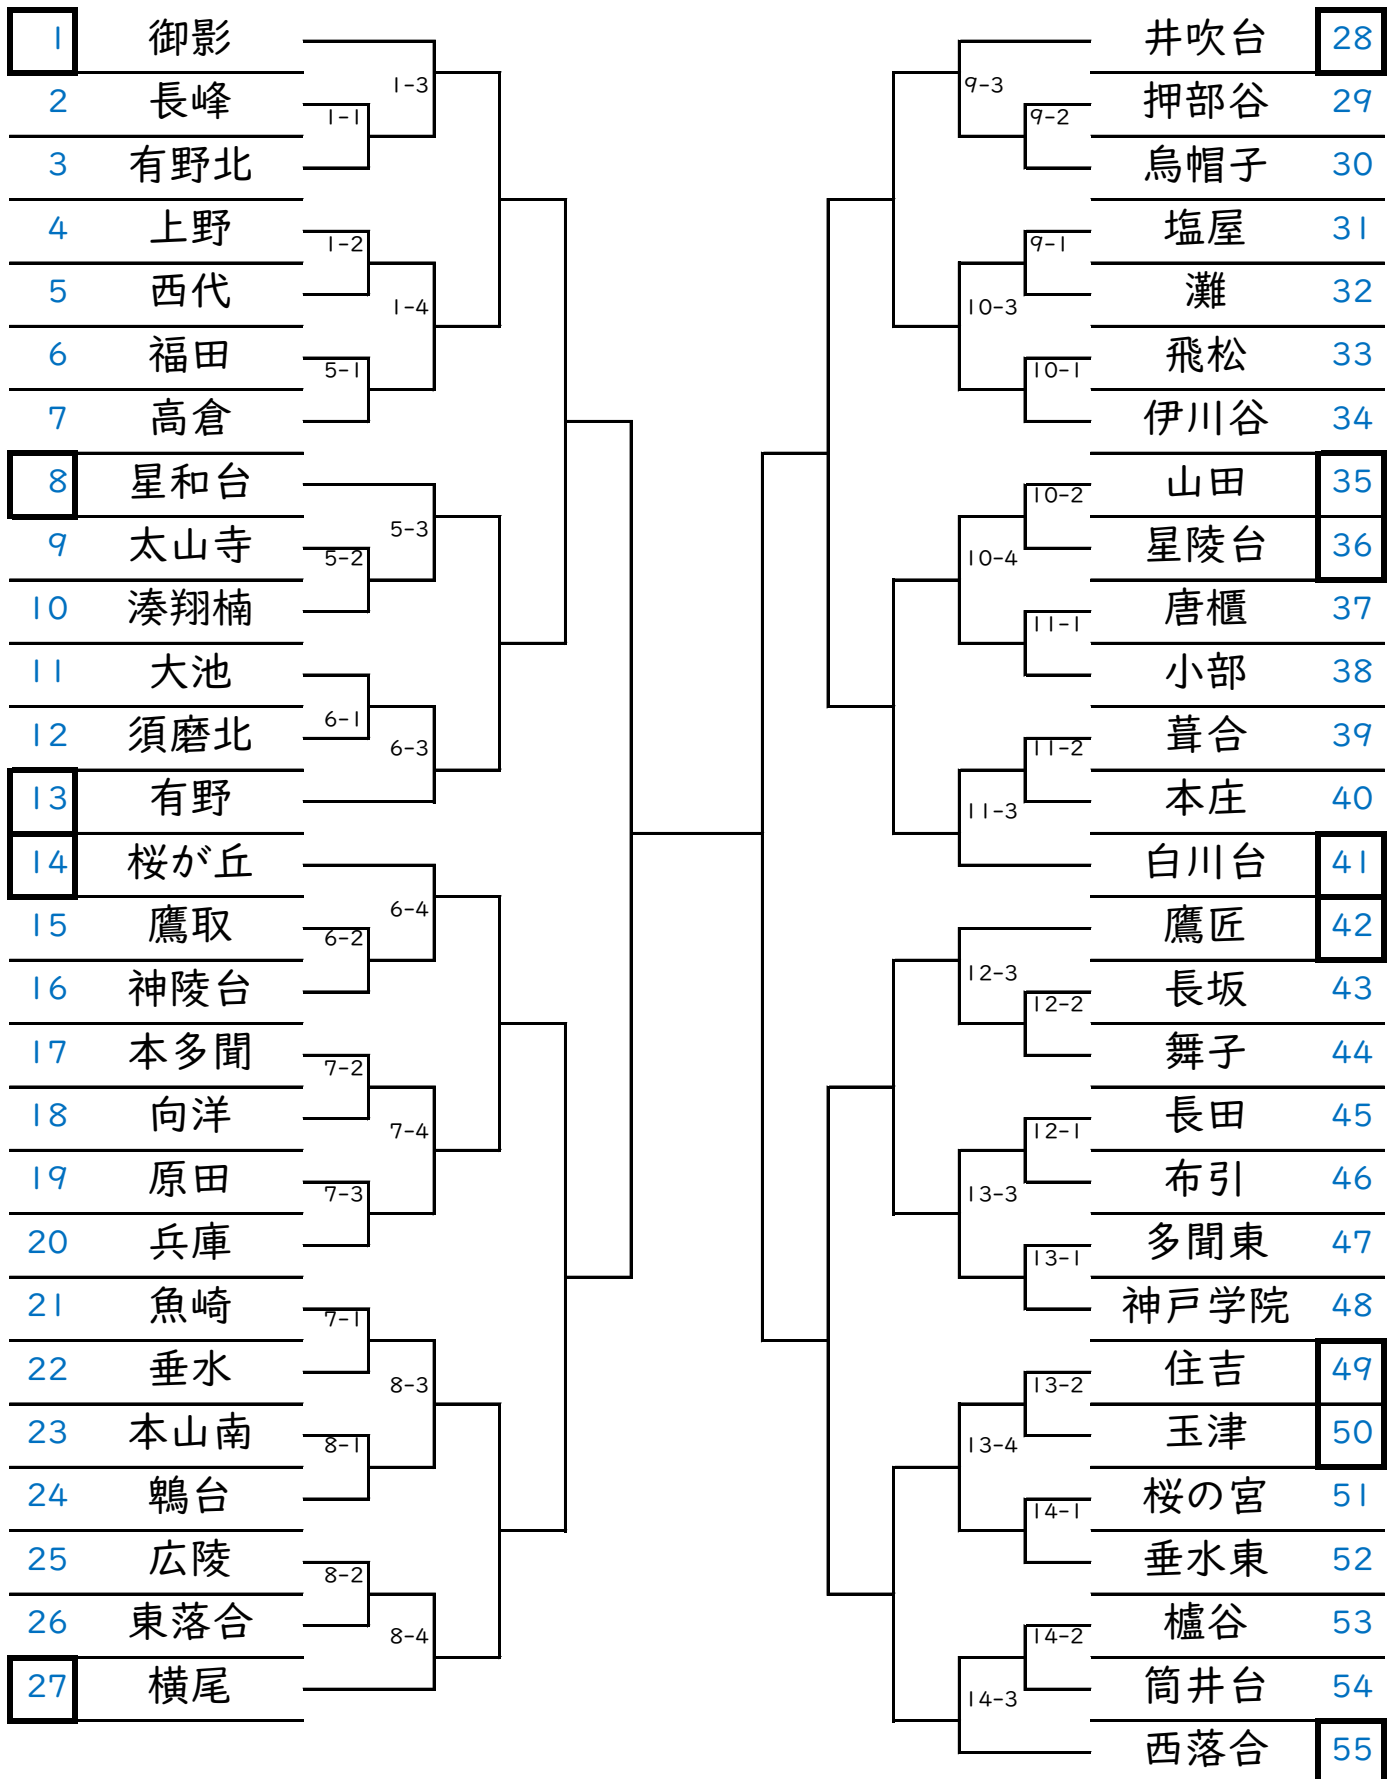 1 御影
2 長峰
3 有野北
4 上野
5 西代
6 福田
7 高倉
8 星和台
9 太山寺
10 湊翔楠
11 大池
12 須磨北
13 有野
14 桜が丘
15 鷹取
16 神陵台
17 本多聞
18 向洋
19 原田
20 兵庫
21 魚崎
22 垂水
23 本山南
24 鵯台
25 広陵
26 東落合
27 横尾
1-3
1-1
1-2
1-4
5-1
5-3
5-2
6-1
6-3
6-4
6-2
7-2
7-4
7-3
7-1
8-3
8-1
8-2
8-4
9-3
9-2
9-1
10-3
10-1
10-2
10-4
11-1
11-2
11-3
12-3
12-2
12-1
13-3
13-1
13-2
13-4
14-1
14-2
14-3
井吹台 28
押部谷 29
烏帽子 30
塩屋 31
灘 32
飛松 33
伊川谷 34
山田 35
星陵台 36
唐櫃 37
小部 38
葺合 39
本庄 40
白川台 41
鷹匠 42
長坂 43
舞子 44
長田 45
布引 46
多聞東 47
神戸学院 48
住吉 49
玉津 50
桜の宮 51
垂水東 52
櫨谷 53
筒井台 54
西落合 55